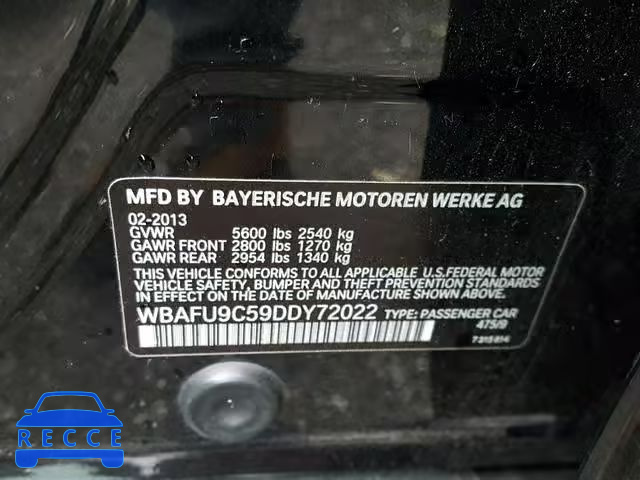 MFD BY BAYERISCHE MOTOREN WERKE AG
02-2013
GVWR 5600 lbs 2540 kg
GAWR FRONT 2800 lbs 1270 kg
GAWR REAR 2954 lbs 1340 kg
THIS VEHICLE CONFORMS TO ALL APPLICABLE U.S.FEDERAL MOTOR
VEHICLE SAFETY, BUMPER AND THEFT PREVENTION STANDARDS
IN EFFECT ON THE DATE OF MANUFACTURE SHOWN ABOVE.
WBAFU9C59DDY72022 TYPE: PASSENGER CAR
475/9
RECCE